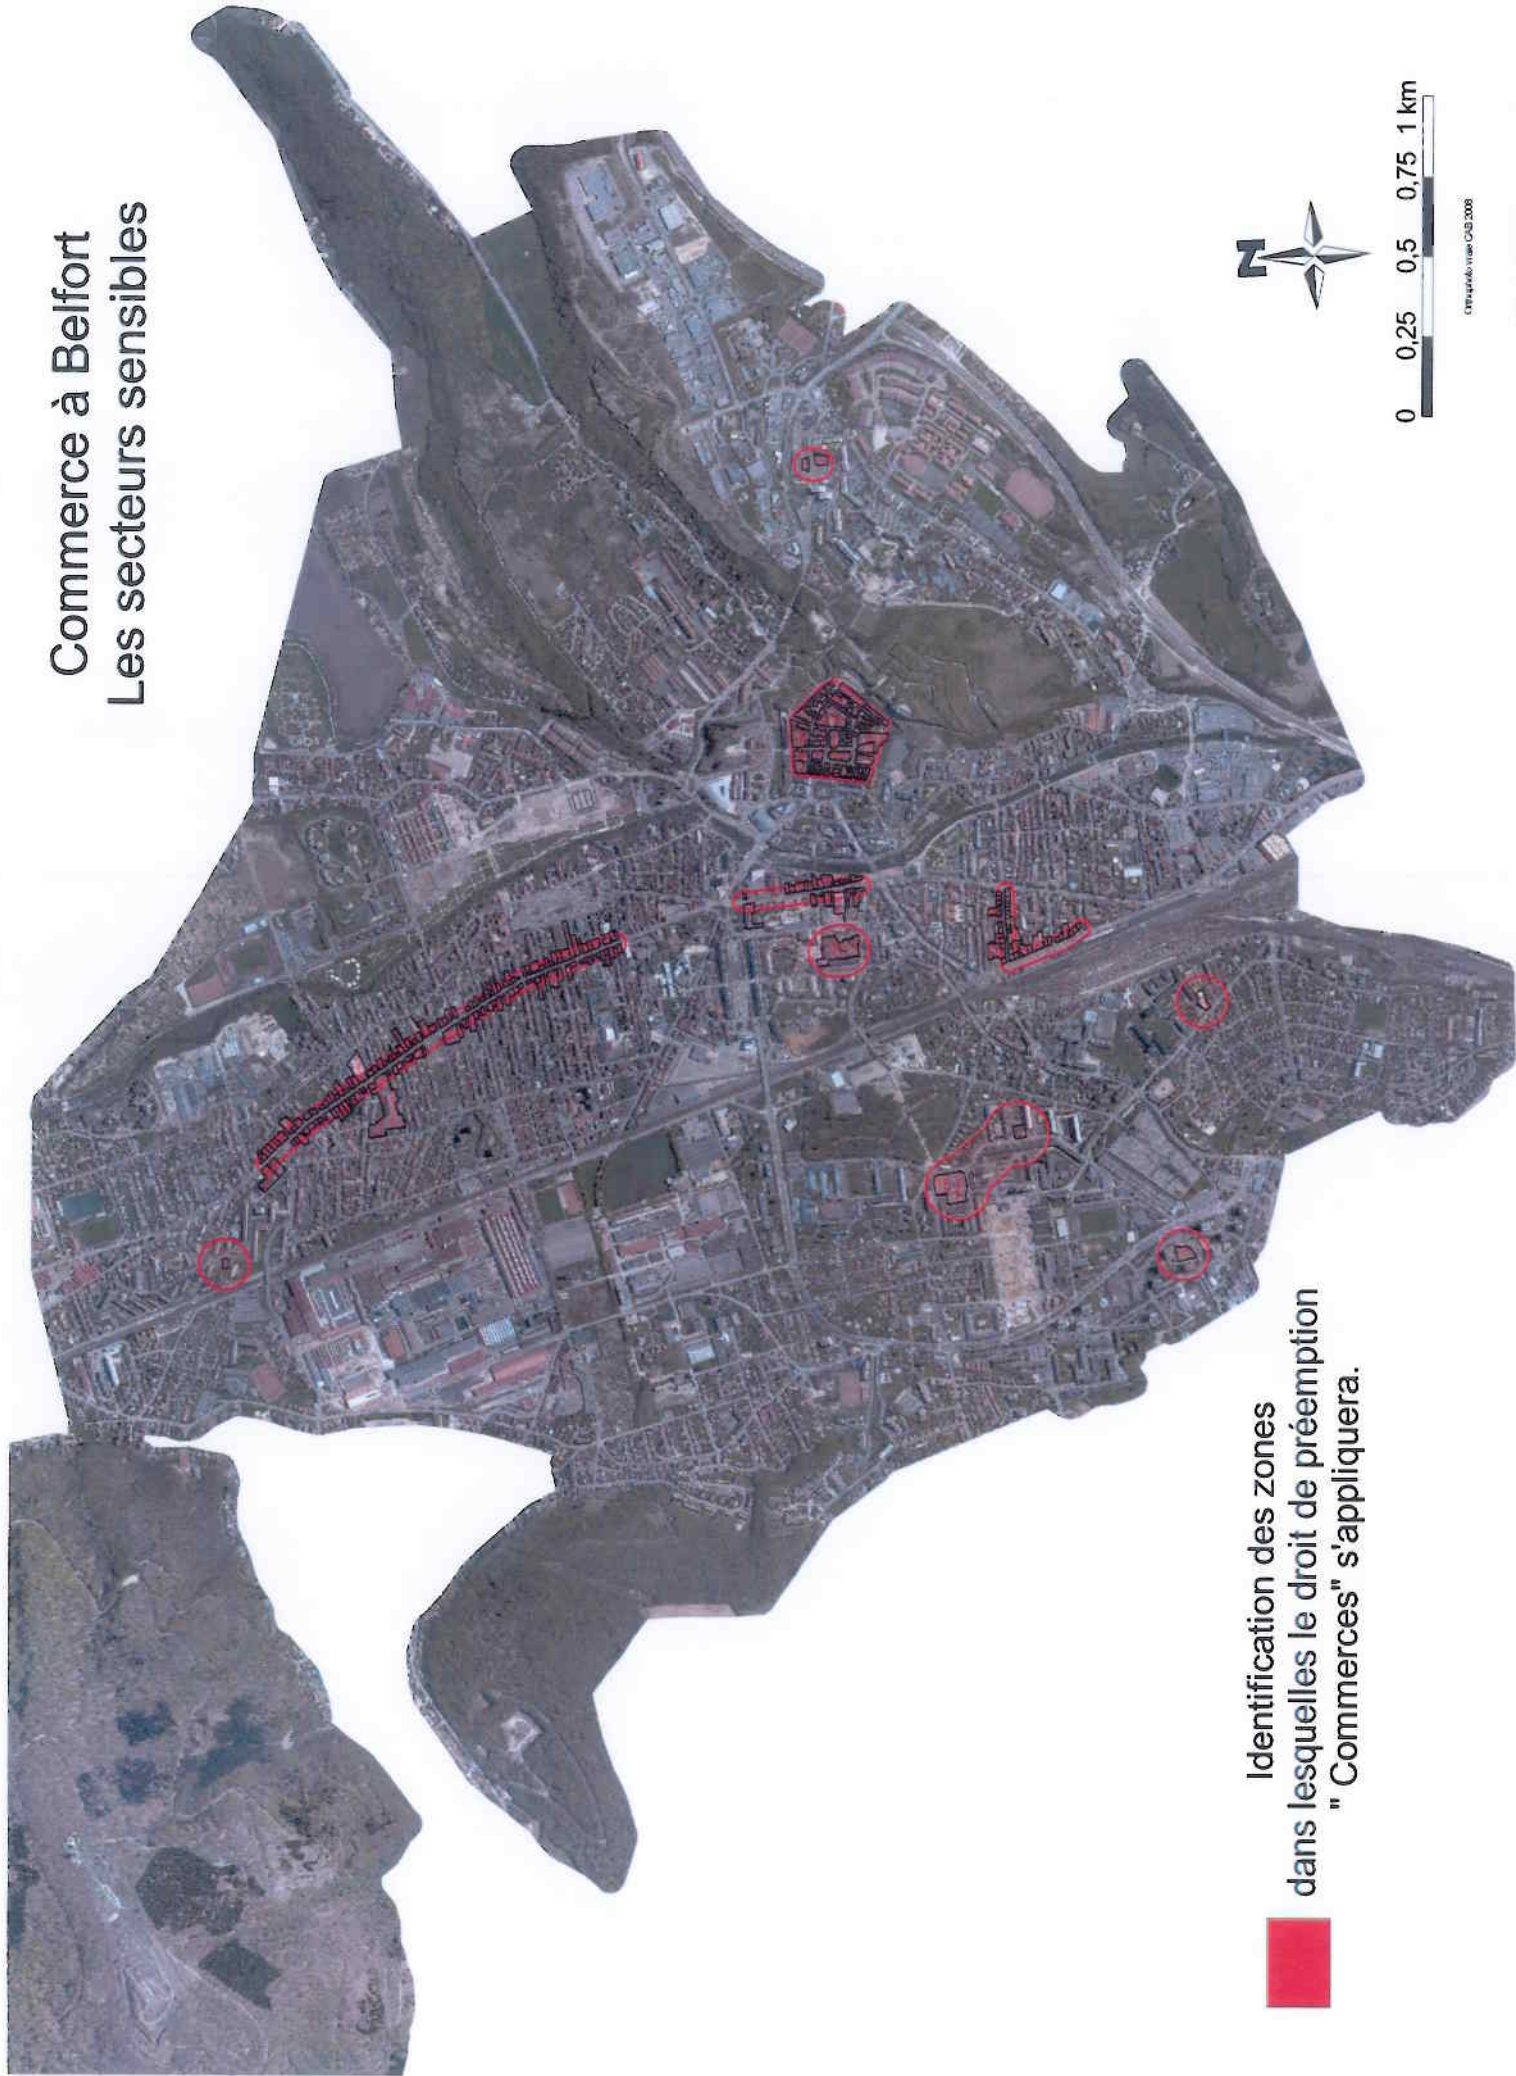 Commerce à Belfort
Les secteurs sensibles
Identification des zones
dans lesquelles le droit de préemption
" Commerces" s'appliquera.
N
0 0,25 0,5 0,75 1 km